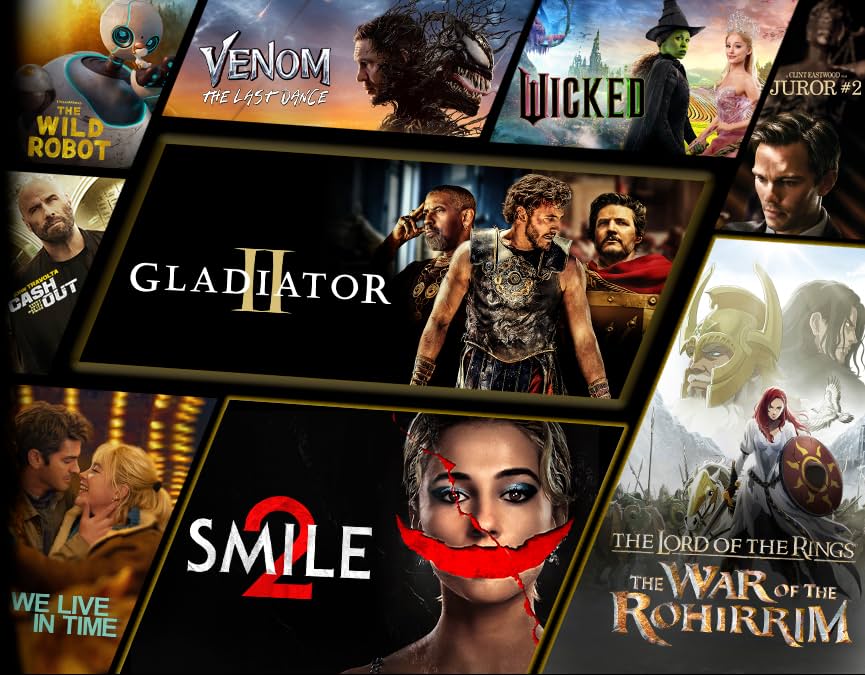 THE
WILD
ROBOT
VENOM
THE LAST DANCE
WICKED
A CLINT EASTWOOD FILM
JUROR #2
JOHN TRAVOLTA
CASH
OUT
GLADIATOR
II
WE LIVE
IN TIME
SMILE
2
THE LORD OF THE RINGS
THE WAR OF THE
ROHIRRIM